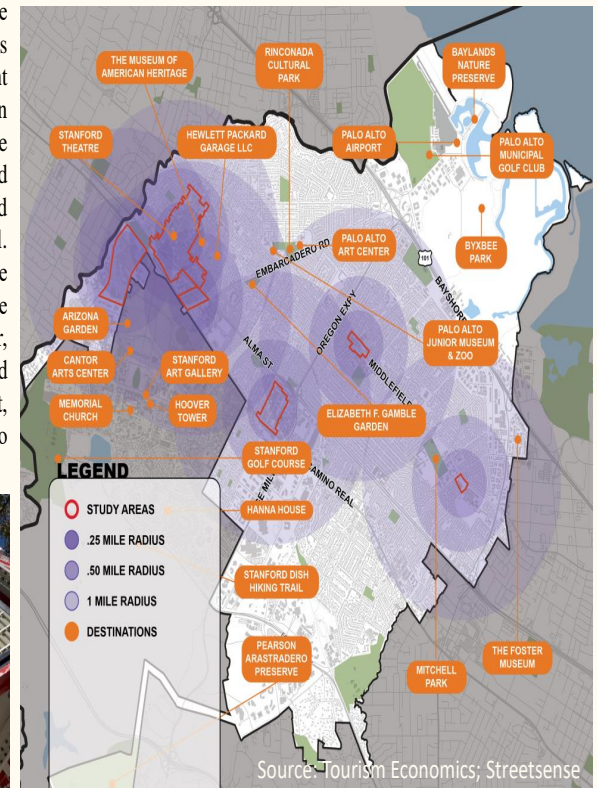 THE MUSEUM OF
AMERICAN HERITAGE
RINCONADA
CULTURAL
PARK
BAYLANDS
NATURE
PRESERVE
STANFORD
THEATRE
HEWLETT PACKARD
GARAGE LLC
PALO ALTO
AIRPORT
PALO ALTO
MUNICIPAL
GOLF CLUB
EMBARCADERO RD
PALO ALTO
ART CENTER
101
BYXBEE
PARK
BAYSHORE
OREGON EXPY
ARIZONA
GARDEN
ALMA ST
PALO ALTO
JUNIOR MUSEUM
& ZOO
CANTOR
ARTS CENTER
STANFORD
ART GALLERY
MIDDLEFIELD
MEMORIAL
CHURCH
HOOVER
TOWER
ELIZABETH F. GAMBLE
GARDEN
STANFORD
GOLF COURSE
AMINO REAL
LEGEND
STUDY AREAS
.25 MILE RADIUS
.50 MILE RADIUS
1 MILE RADIUS
DESTINATIONS
HANNA HOUSE
STANFORD DISH
HIKING TRAIL
PEARSON
ARASTRADERO
PRESERVE
MITCHELL
PARK
THE FOSTER
MUSEUM
Source: Tourism Economics; Streetsense